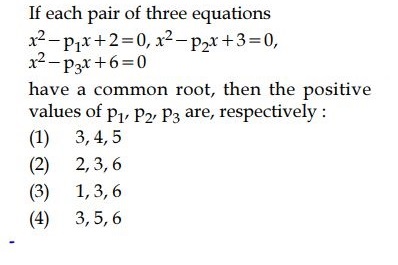 If each pair of three equations
x²−p₁x+2=0, x²−p₂x+3=0,
x²−p₃x+6=0
have a common root, then the positive
values of p₁, p₂, p₃ are, respectively :
(1) 3, 4, 5
(2) 2, 3, 6
(3) 1, 3, 6
(4) 3, 5, 6